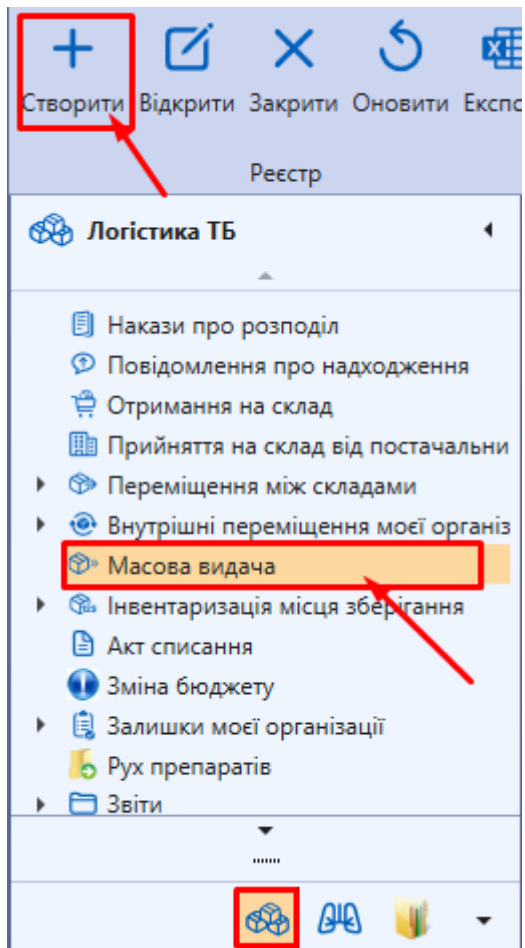 Створити Відкрити Закрити Оновити Експо
Реєстр
Логістика ТБ
Накази про розподіл
Повідомлення про надходження
Отримання на склад
Прийняття на склад від постачальни
Переміщення між складами
Внутрішні переміщення моєї організ
Масова видача
Інвентаризація місця зберігання
Акт списання
Зміна бюджету
Залишки моєї організації
Рух препаратів
Звіти